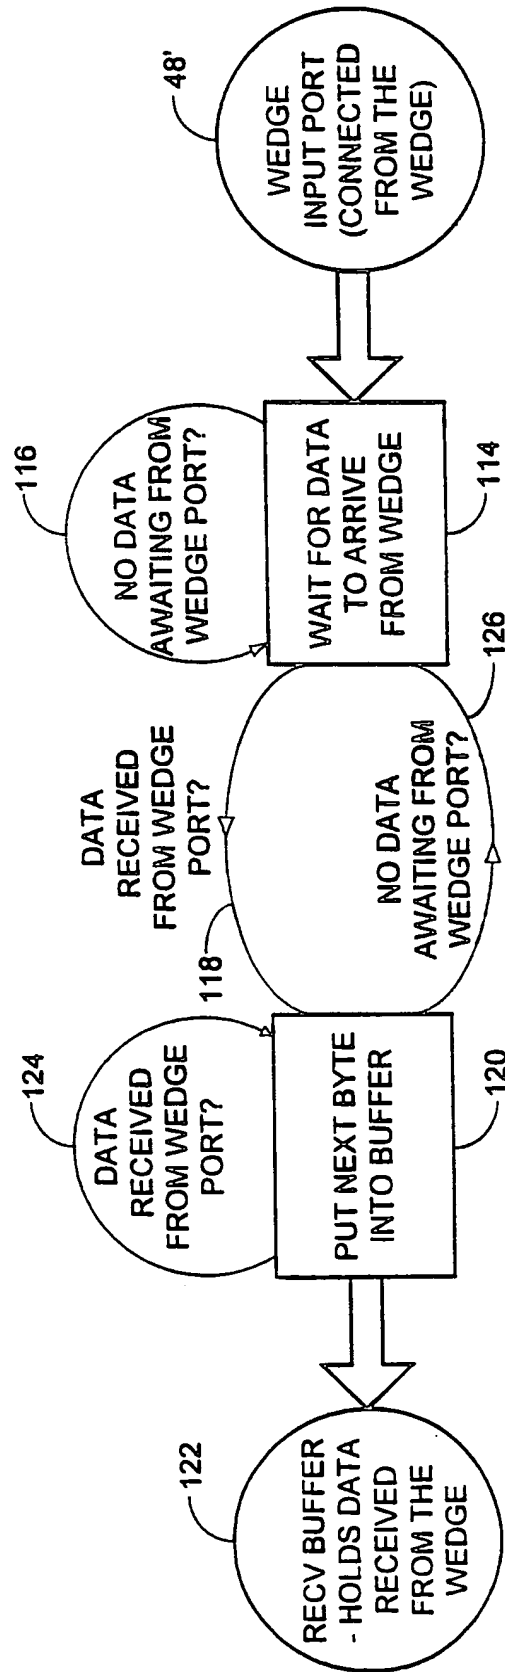 124
DATA
RECEIVED
FROM WEDGE
PORT?
DATA
RECEIVED
FROM WEDGE
PORT?
118
116
NO DATA
AWAITING FROM
WEDGE PORT?
48'
122
RECV BUFFER
- HOLDS DATA
RECEIVED
FROM THE
WEDGE
PUT NEXT BYTE
INTO BUFFER
120
NO DATA
AWAITING FROM
WEDGE PORT?
126
WAIT FOR DATA
TO ARRIVE
FROM WEDGE
114
WEDGE
INPUT PORT
(CONNECTED
FROM THE
WEDGE)